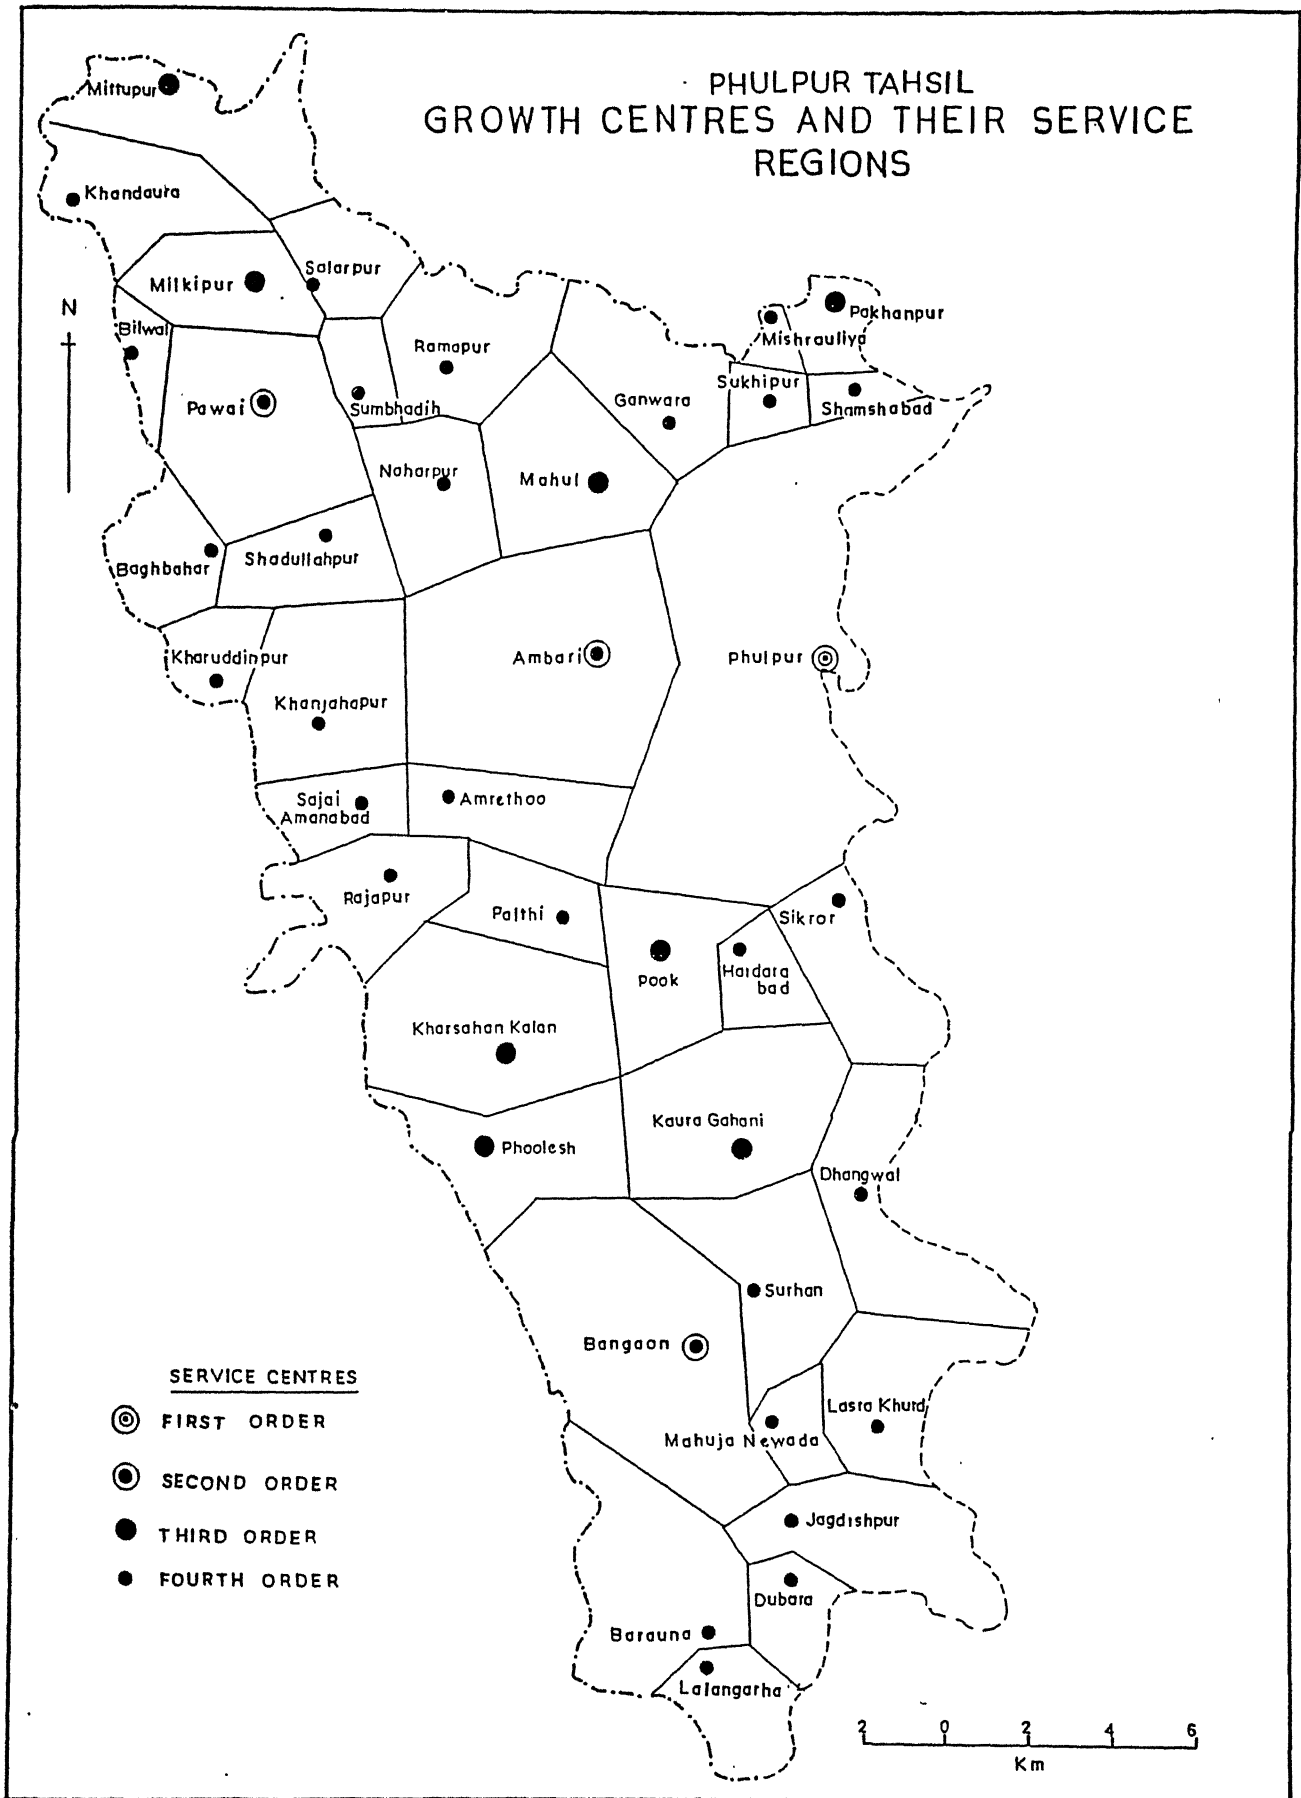 PHULPUR TAHSIL
GROWTH CENTRES AND THEIR SERVICE
REGIONS
Mittupur
Khandaura
Milkipur
Salarpur
N
Bilwai
Pakhanpur
Mishrauliya
Ramapur
Sukhipur
Pawai
Sumbhadih
Ganwara
Shamshabad
Naharpur
Mahul
Baghbahar
Shadullahpur
Kharuddinpur
Ambari
Phulpur
Khanjahapur
Sajai
Amanabad
Amrethoo
Rajapur
Palthi
Sikror
Pook
Haidara
bad
Kharsahan Kalan
Kaura Gahani
Phoolesh
Dhangwal
Surhan
Bangaon
Lasra Khurd
Mahuja Newada
SERVICE CENTRES
FIRST ORDER
SECOND ORDER
THIRD ORDER
FOURTH ORDER
Jagdishpur
Dubara
Barauna
Lalangarha
2 0 2 4 6
Km